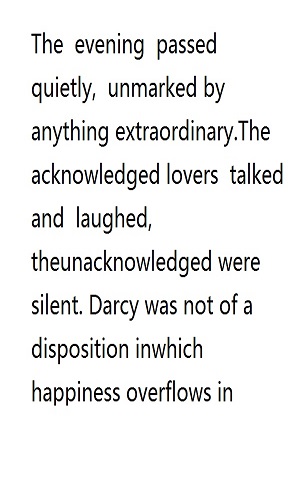 The evening passed
quietly, unmarked by
anything extraordinary.The
acknowledged lovers talked
and laughed,
theunacknowledged were
silent. Darcy was not of a
disposition inwhich
happiness overflows in